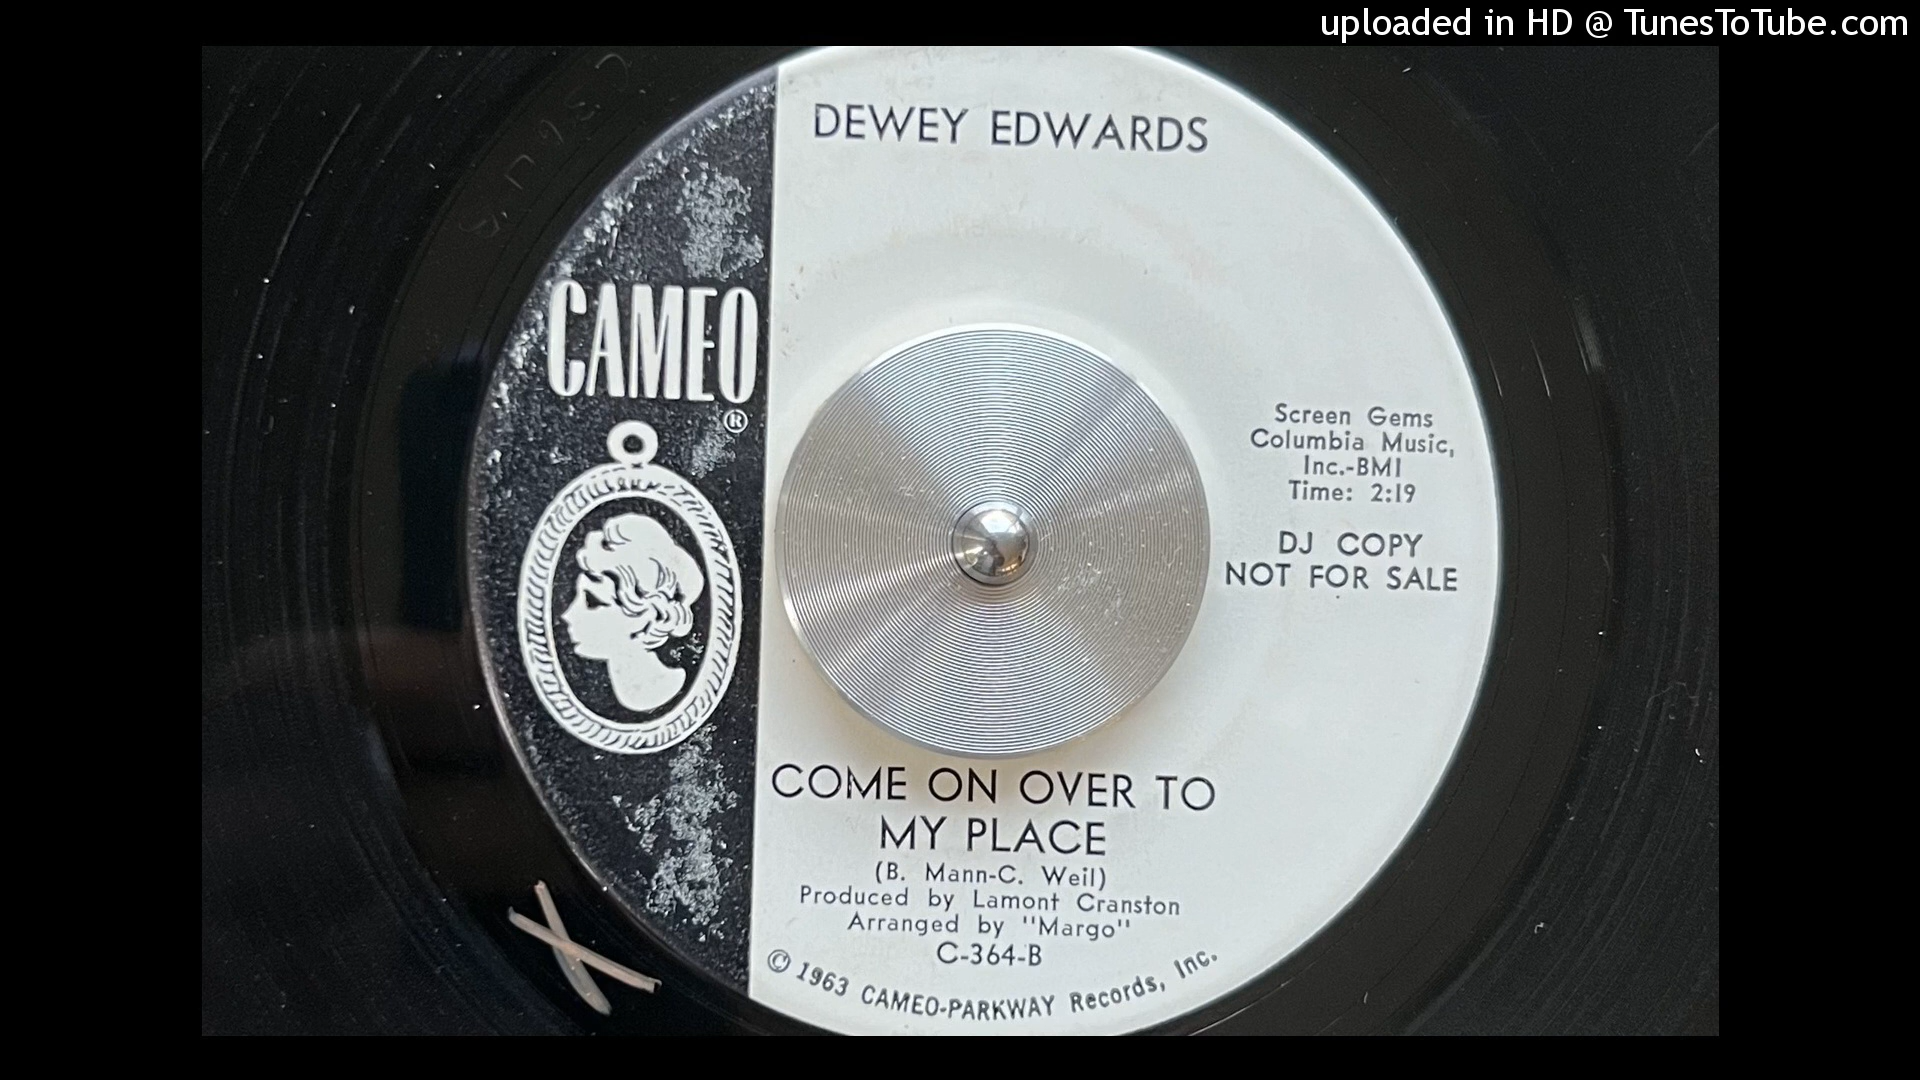 uploaded in HD @ TunesToTube.com
DEWEY EDWARDS
CAMEO
®
Screen Gems
Columbia Music,
Inc.-BMI
Time: 2:19
DJ COPY
NOT FOR SALE
COME ON OVER TO
MY PLACE
(B. Mann-C. Weil)
Produced by Lamont Cranston
Arranged by "Margo"
C-364-B
© 1963 CAMEO-PARKWAY Records, Inc.